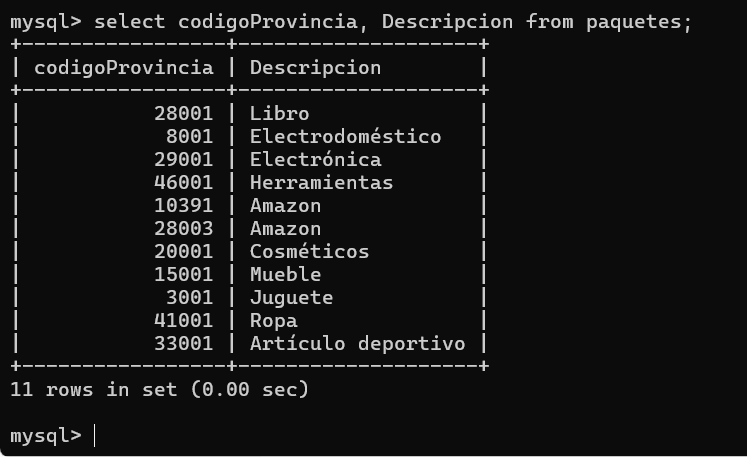 mysql> select codigoProvincia, Descripcion from paquetes;
+-----------------+--------------------+
| codigoProvincia | Descripcion        |
+-----------------+--------------------+
|           28001 | Libro              |
|            8001 | Electrodoméstico   |
|           29001 | Electrónica        |
|           46001 | Herramientas       |
|           10391 | Amazon             |
|           28003 | Amazon             |
|           20001 | Cosméticos         |
|           15001 | Mueble             |
|            3001 | Juguete            |
|           41001 | Ropa               |
|           33001 | Artículo deportivo |
+-----------------+--------------------+
11 rows in set (0.00 sec)

mysql>